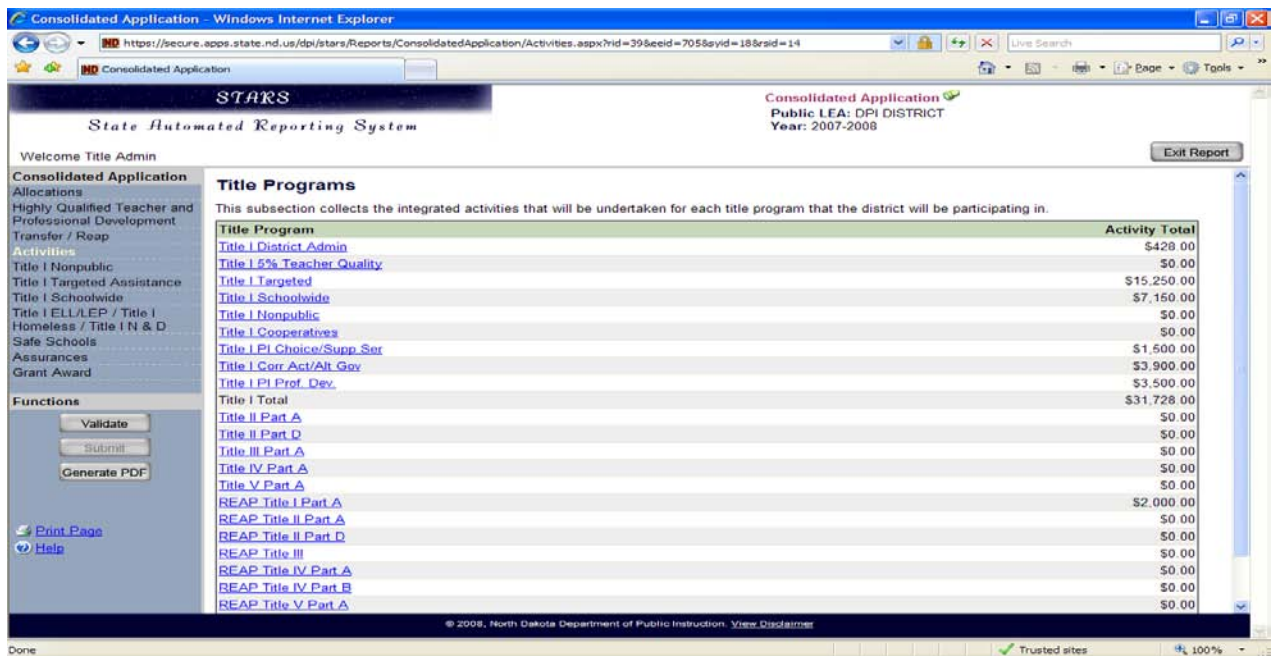 Consolidated Application - Windows Internet Explorer
https://secure.apps.state.nd.us/dpi/stars/Reports/ConsolidatedApplication/Activities.aspx?rid=39&eeid=705&syid=18&rsid=14
Live Search
ND Consolidated Application
Page
Tools
STARS
State Automated Reporting System
Consolidated Application
Public LEA: DPI DISTRICT
Year: 2007-2008
Welcome Title Admin
Exit Report
Consolidated Application
Allocations
Highly Qualified Teacher and
Professional Development
Transfer / Reap
Activities
Title I Nonpublic
Title I Targeted Assistance
Title I Schoolwide
Title I ELL/LEP / Title I
Homeless / Title I N & D
Safe Schools
Assurances
Grant Award
Functions
Validate
Submit
Generate PDF
Print Page
Help
Title Programs
This subsection collects the integrated activities that will be undertaken for each title program that the district will be participating in.
Title Program Activity Total
Title I District Admin $428.00
Title I 5% Teacher Quality $0.00
Title I Targeted $15,250.00
Title I Schoolwide $7,150.00
Title I Nonpublic $0.00
Title I Cooperatives $0.00
Title I PI Choice/Supp Ser $1,500.00
Title I Corr Act/Alt Gov $3,900.00
Title I PI Prof. Dev. $3,500.00
Title I Total $31,728.00
Title II Part A $0.00
Title II Part D $0.00
Title III Part A $0.00
Title IV Part A $0.00
Title V Part A $0.00
REAP Title I Part A $2,000.00
REAP Title II Part A $0.00
REAP Title II Part D $0.00
REAP Title III $0.00
REAP Title IV Part A $0.00
REAP Title IV Part B $0.00
REAP Title V Part A $0.00
© 2008, North Dakota Department of Public Instruction. View Disclaimer
Done
Trusted sites
100%